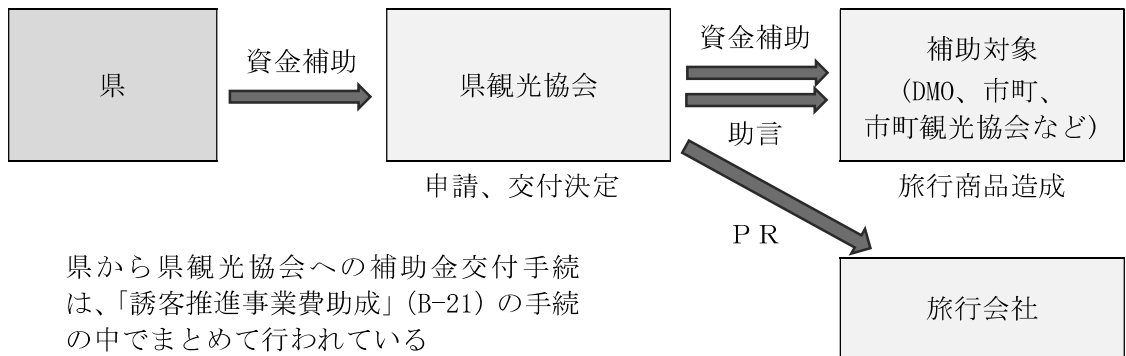 県
資金補助
県観光協会
申請、交付決定
資金補助
助言
補助対象
(DMO、市町、
市町観光協会など)
旅行商品造成
PR
旅行会社
県から県観光協会への補助金交付手続
は、「誘客推進事業費助成」(B-21) の手続
の中でまとめて行われている